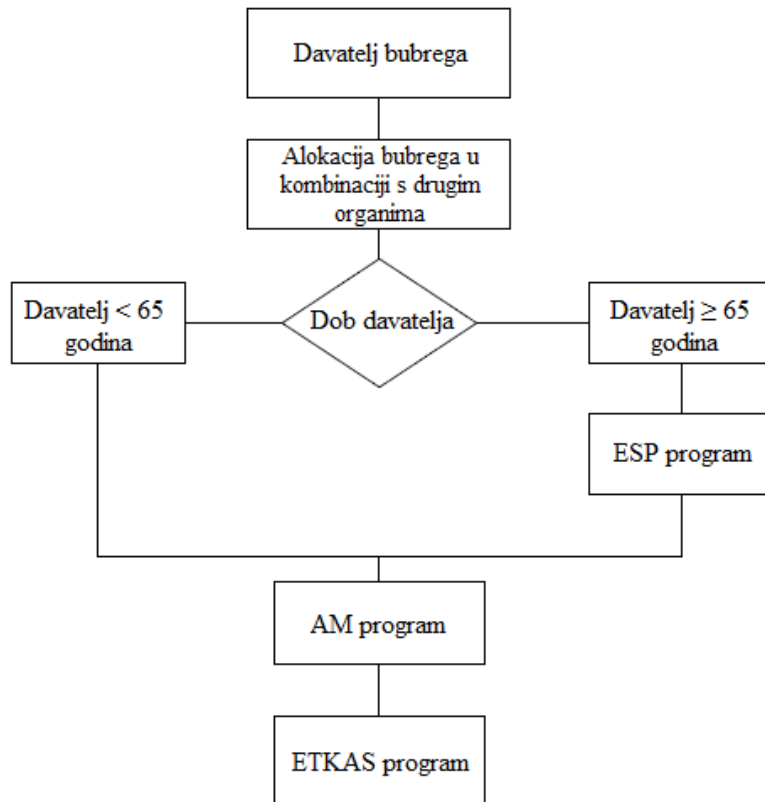 Davatelj bubrega
Alokacija bubrega u
kombinaciji s drugim
organima
Davatelj < 65
godina
Dob davatelja
Davatelj ≥ 65
godina
ESP program
AM program
ETKAS program